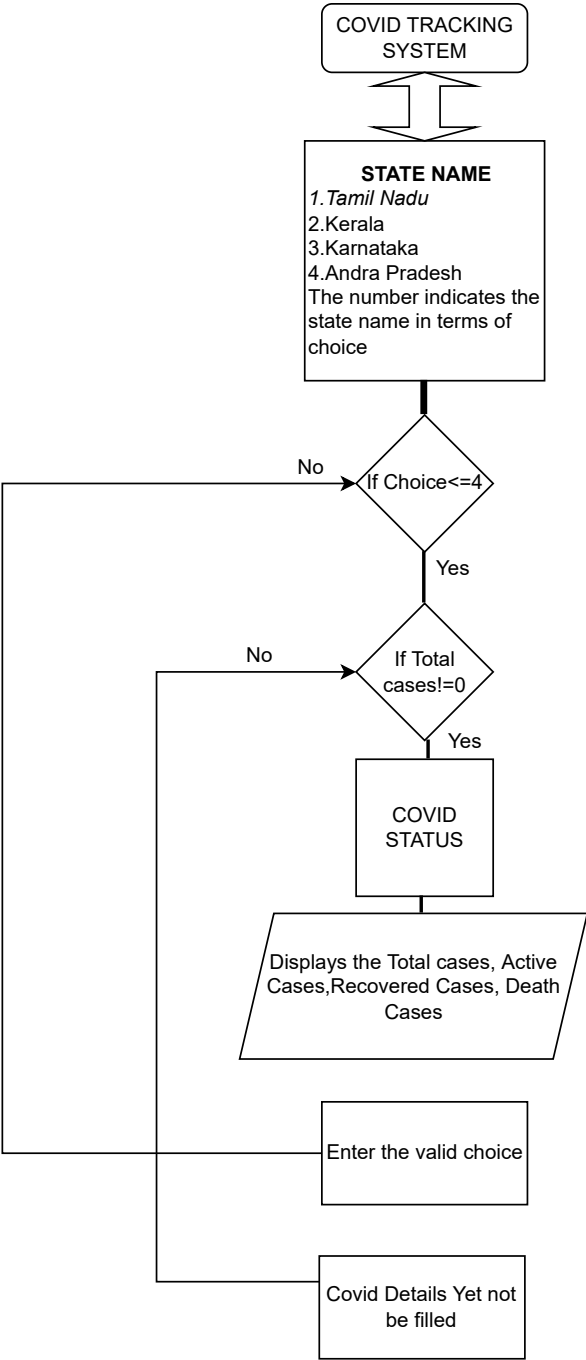 COVID TRACKING
SYSTEM
STATE NAME
1.Tamil Nadu
2.Kerala
3.Karnataka
4.Andra Pradesh
The number indicates the
state name in terms of
choice
No
If Choice<=4
Yes
No
If Total
cases!=0
Yes
COVID
STATUS
Displays the Total cases, Active
Cases,Recovered Cases, Death
Cases
Enter the valid choice
Covid Details Yet not
be filled